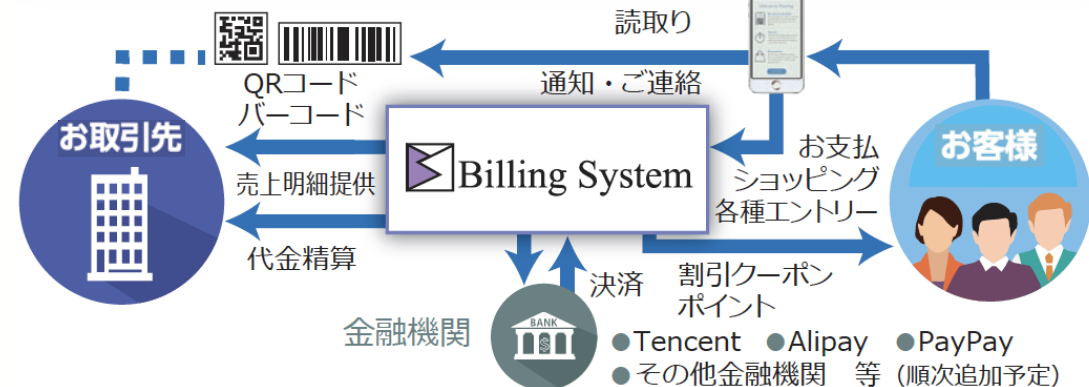 読取り
QRコード
バーコード
通知・ご連絡
お取引先
Billing System
お支払
ショッピング
各種エントリー
お客様
売上明細提供
代金精算
決済
割引クーポン
ポイント
金融機関
BANK
●Tencent ●Alipay ●PayPay
●その他金融機関 等 (順次追加予定)